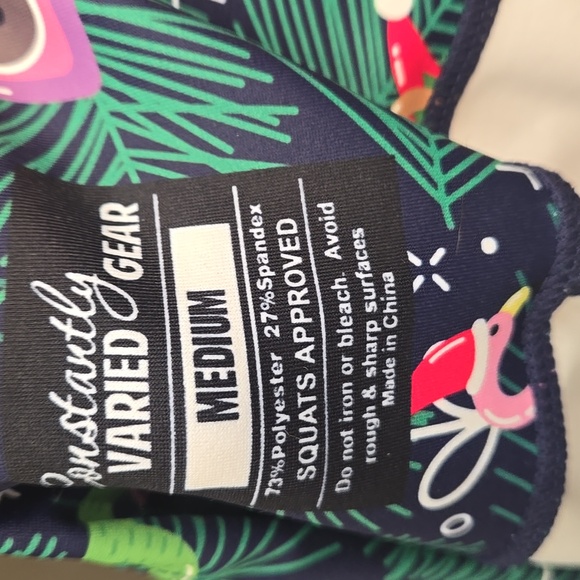 Constantly
VARIED GEAR
MEDIUM
73%Polyester 27%Spandex
SQUATS APPROVED
Do not iron or bleach. Avoid
rough & sharp surfaces
Made in China